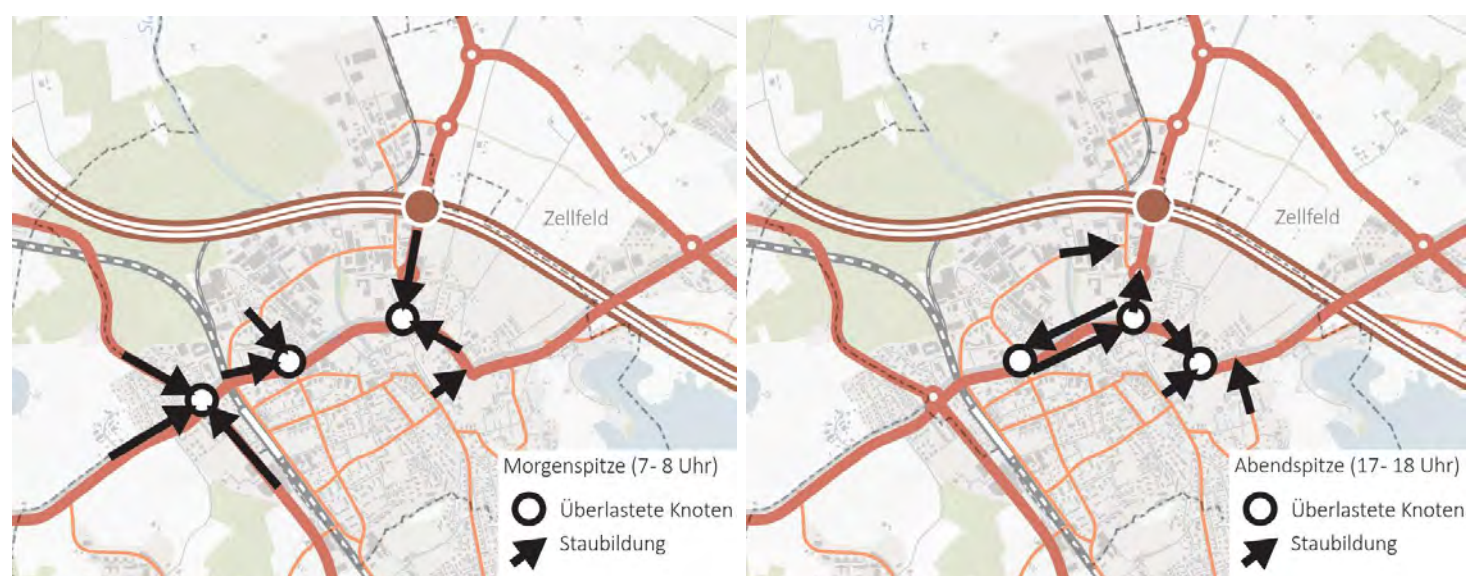 Zellfeld
Morgenspitze (7- 8 Uhr)
Überlastete Knoten
Staubildung
Zellfeld
Abendspitze (17- 18 Uhr)
Überlastete Knoten
Staubildung